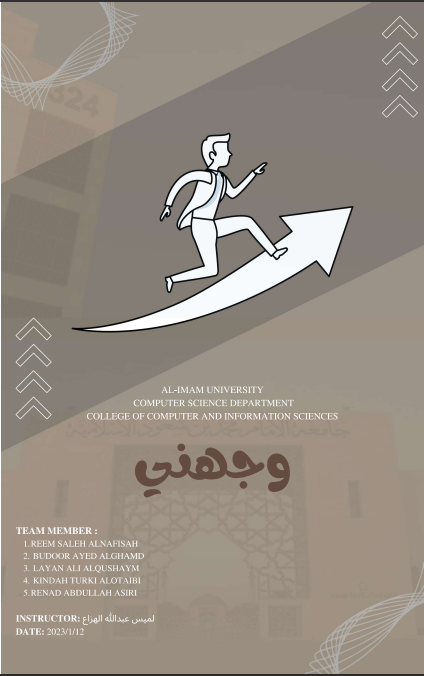 324
AL-IMAM UNIVERSITY
COMPUTER SCIENCE DEPARTMENT
COLLEGE OF COMPUTER AND INFORMATION SCIENCES
وجهني
TEAM MEMBER :
1. REEM SALEH ALNAFISAH
2. BUDOOR AYED ALGHAMD
3. LAYAN ALI ALQUSHAYM
4. KINDAH TURKI ALOTAIBI
5.RENAD ABDULLAH ASIRI
INSTRUCTOR: لميس عبدالله الهزاع
DATE: 2023/1/12